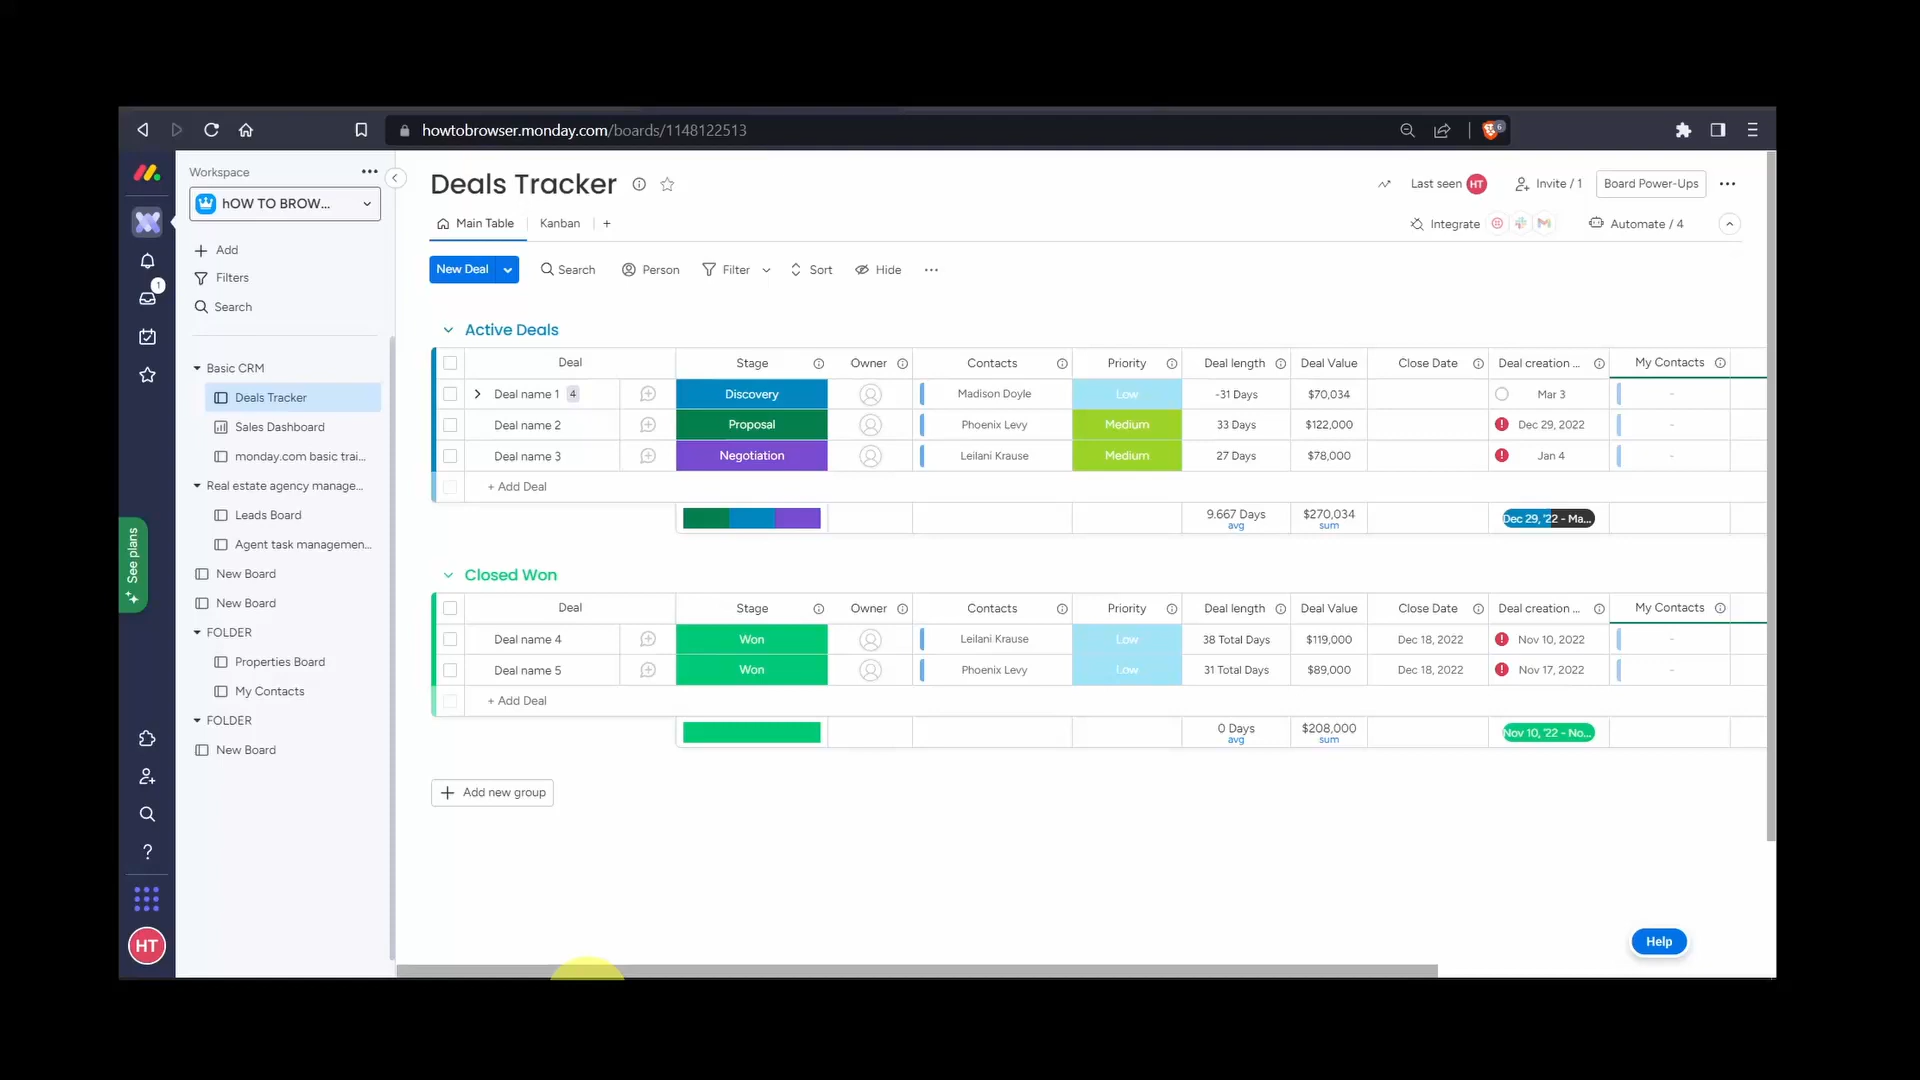 howtobrowser.monday.com/boards/1148122513
6
Workspace
hOW TO BROW...
Add
Filters
Search
1
Basic CRM
Deals Tracker
Sales Dashboard
monday.com basic trai...
Real estate agency manage...
Leads Board
Agent task managemen...
New Board
New Board
FOLDER
Properties Board
My Contacts
FOLDER
New Board
See plans
?
HT
Deals Tracker
Last seen HT
Invite / 1
Board Power-Ups
Main Table
Kanban
+
Integrate
Automate / 4
New Deal
Search
Person
Filter
Sort
Hide
Active Deals
Deal Stage Owner Contacts Priority Deal length Deal Value Close Date Deal creation ... My Contacts
Deal name 1 4 Discovery Madison Doyle Low -31 Days $70,034 Mar 3 -
Deal name 2 Proposal Phoenix Levy Medium 33 Days $122,000 Dec 29, 2022 -
Deal name 3 Negotiation Leilani Krause Medium 27 Days $78,000 Jan 4 -
+ Add Deal
9.667 Days $270,034 Dec 29, '22 - Ma...
avg sum
Closed Won
Deal Stage Owner Contacts Priority Deal length Deal Value Close Date Deal creation ... My Contacts
Deal name 4 Won Leilani Krause Low 38 Total Days $119,000 Dec 18, 2022 Nov 10, 2022 -
Deal name 5 Won Phoenix Levy Low 31 Total Days $89,000 Dec 18, 2022 Nov 17, 2022 -
+ Add Deal
0 Days $208,000 Nov 10, '22 - No...
avg sum
Add new group
Help